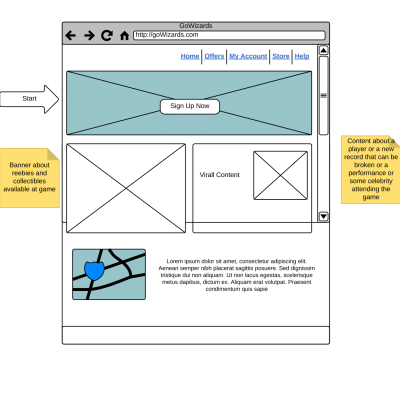 GoWizards
http://goWizards.com
Home Offers My Account Store Help
Start
Sign Up Now
Banner about
reebies and
collectibles
available at game
Virall Content
Content about a
player or a new
record that can be
broken or a
performance or
some celebrity
attending the
game
Lorem ipsum dolor sit amet, consectetur adipiscing elit.
Aenean semper nibh placerat sagittis posuere. Sed dignissim
tristique dui non aliquam. Ut non lacus egestas, scelerisque
metus dapibus, dictum ex. Aliquam erat volutpat. Praesent
condimentum quis sapie